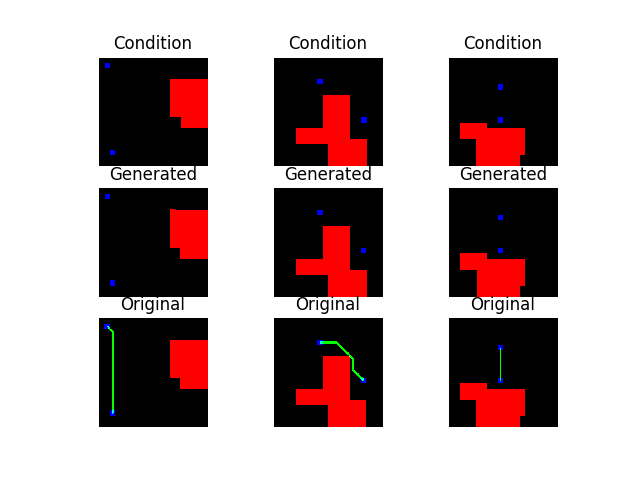 Condition Condition Condition
Generated Generated Generated
Original Original Original